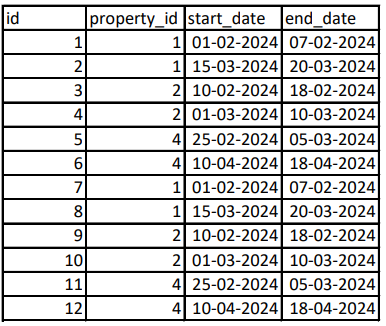 id property_id start_date end_date
1 1 01-02-2024 07-02-2024
2 1 15-03-2024 20-03-2024
3 2 10-02-2024 18-02-2024
4 2 01-03-2024 10-03-2024
5 4 25-02-2024 05-03-2024
6 4 10-04-2024 18-04-2024
7 1 01-02-2024 07-02-2024
8 1 15-03-2024 20-03-2024
9 2 10-02-2024 18-02-2024
10 2 01-03-2024 10-03-2024
11 4 25-02-2024 05-03-2024
12 4 10-04-2024 18-04-2024